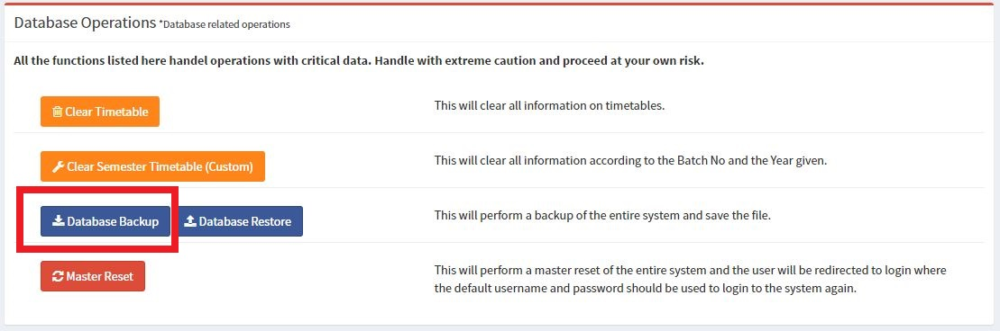 Database Operations *Database related operations
All the functions listed here handel operations with critical data. Handle with extreme caution and proceed at your own risk.
Clear Timetable
This will clear all information on timetables.
Clear Semester Timetable (Custom)
This will clear all information according to the Batch No and the Year given.
Database Backup
Database Restore
This will perform a backup of the entire system and save the file.
Master Reset
This will perform a master reset of the entire system and the user will be redirected to login where
the default username and password should be used to login to the system again.